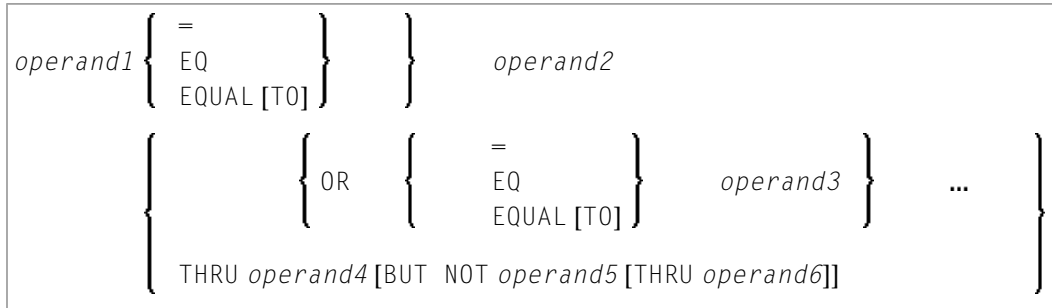 =
operand1 EQ operand2
EQUAL [TO]
=
OR EQ operand3 ...
EQUAL [TO]
THRU operand4 [BUT NOT operand5 [THRU operand6]]